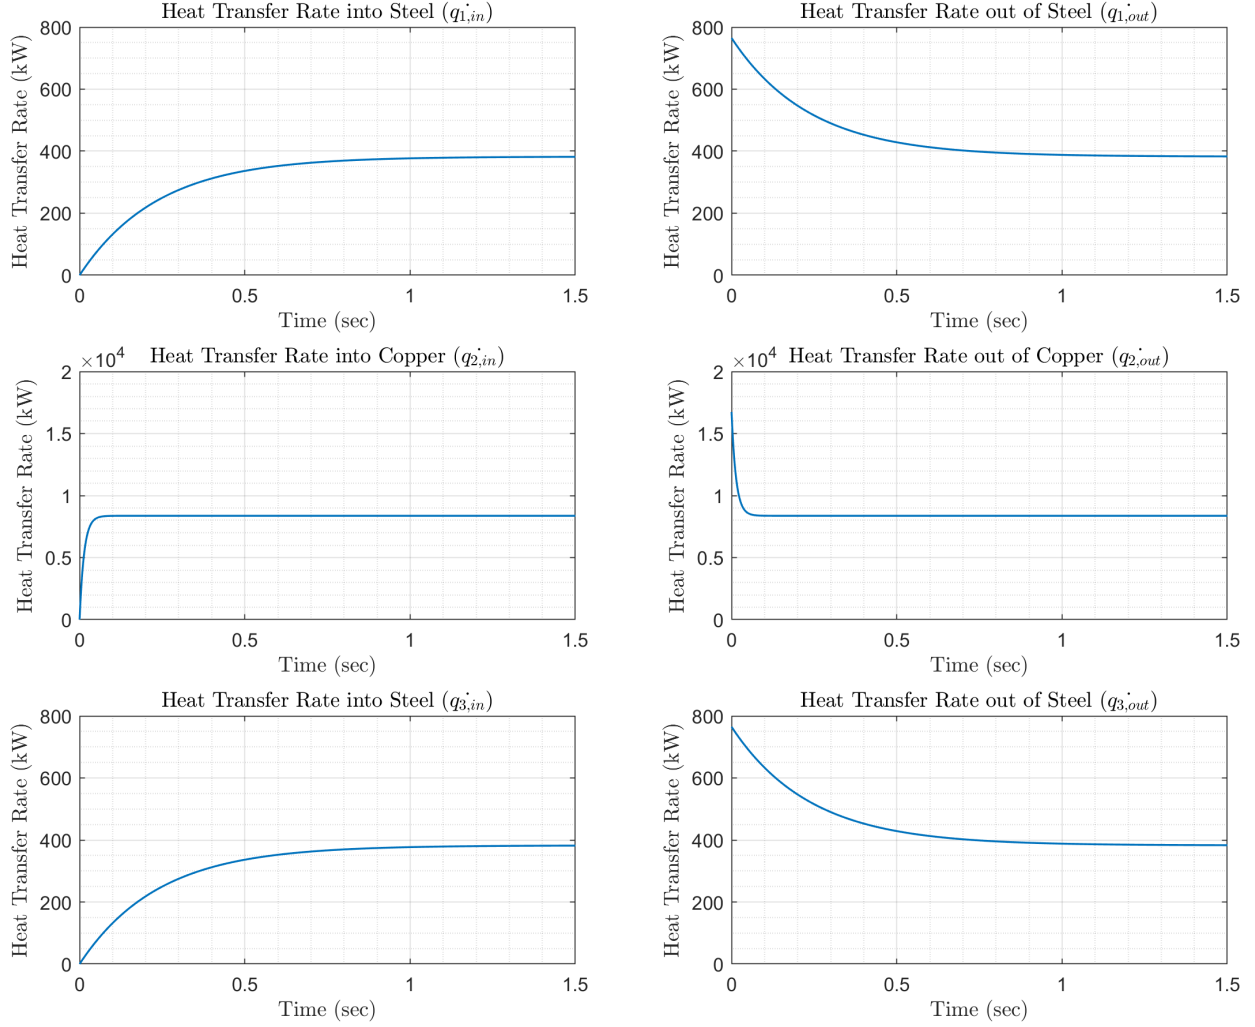 Heat Transfer Rate into Steel (q̇1,in)
Heat Transfer Rate (kW)
800
600
400
200
0
0 0.5 1 1.5
Time (sec)
Heat Transfer Rate out of Steel (q̇1,out)
Heat Transfer Rate (kW)
800
600
400
200
0
0 0.5 1 1.5
Time (sec)
×10⁴ Heat Transfer Rate into Copper (q̇2,in)
Heat Transfer Rate (kW)
2
1.5
1
0.5
0
0 0.5 1 1.5
Time (sec)
×10⁴ Heat Transfer Rate out of Copper (q̇2,out)
Heat Transfer Rate (kW)
2
1.5
1
0.5
0
0 0.5 1 1.5
Time (sec)
Heat Transfer Rate into Steel (q̇3,in)
Heat Transfer Rate (kW)
800
600
400
200
0
0 0.5 1 1.5
Time (sec)
Heat Transfer Rate out of Steel (q̇3,out)
Heat Transfer Rate (kW)
800
600
400
200
0
0 0.5 1 1.5
Time (sec)